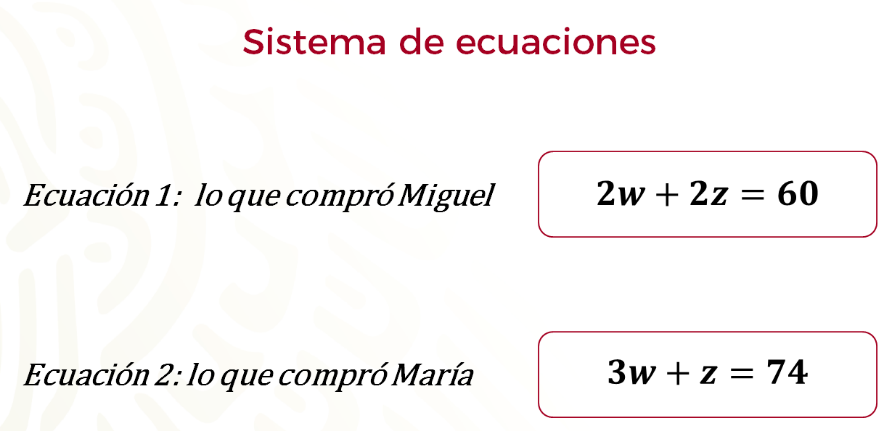 Sistema de ecuaciones
Ecuación 1: lo que compró Miguel
2w + 2z = 60
Ecuación 2: lo que compró María
3w + z = 74